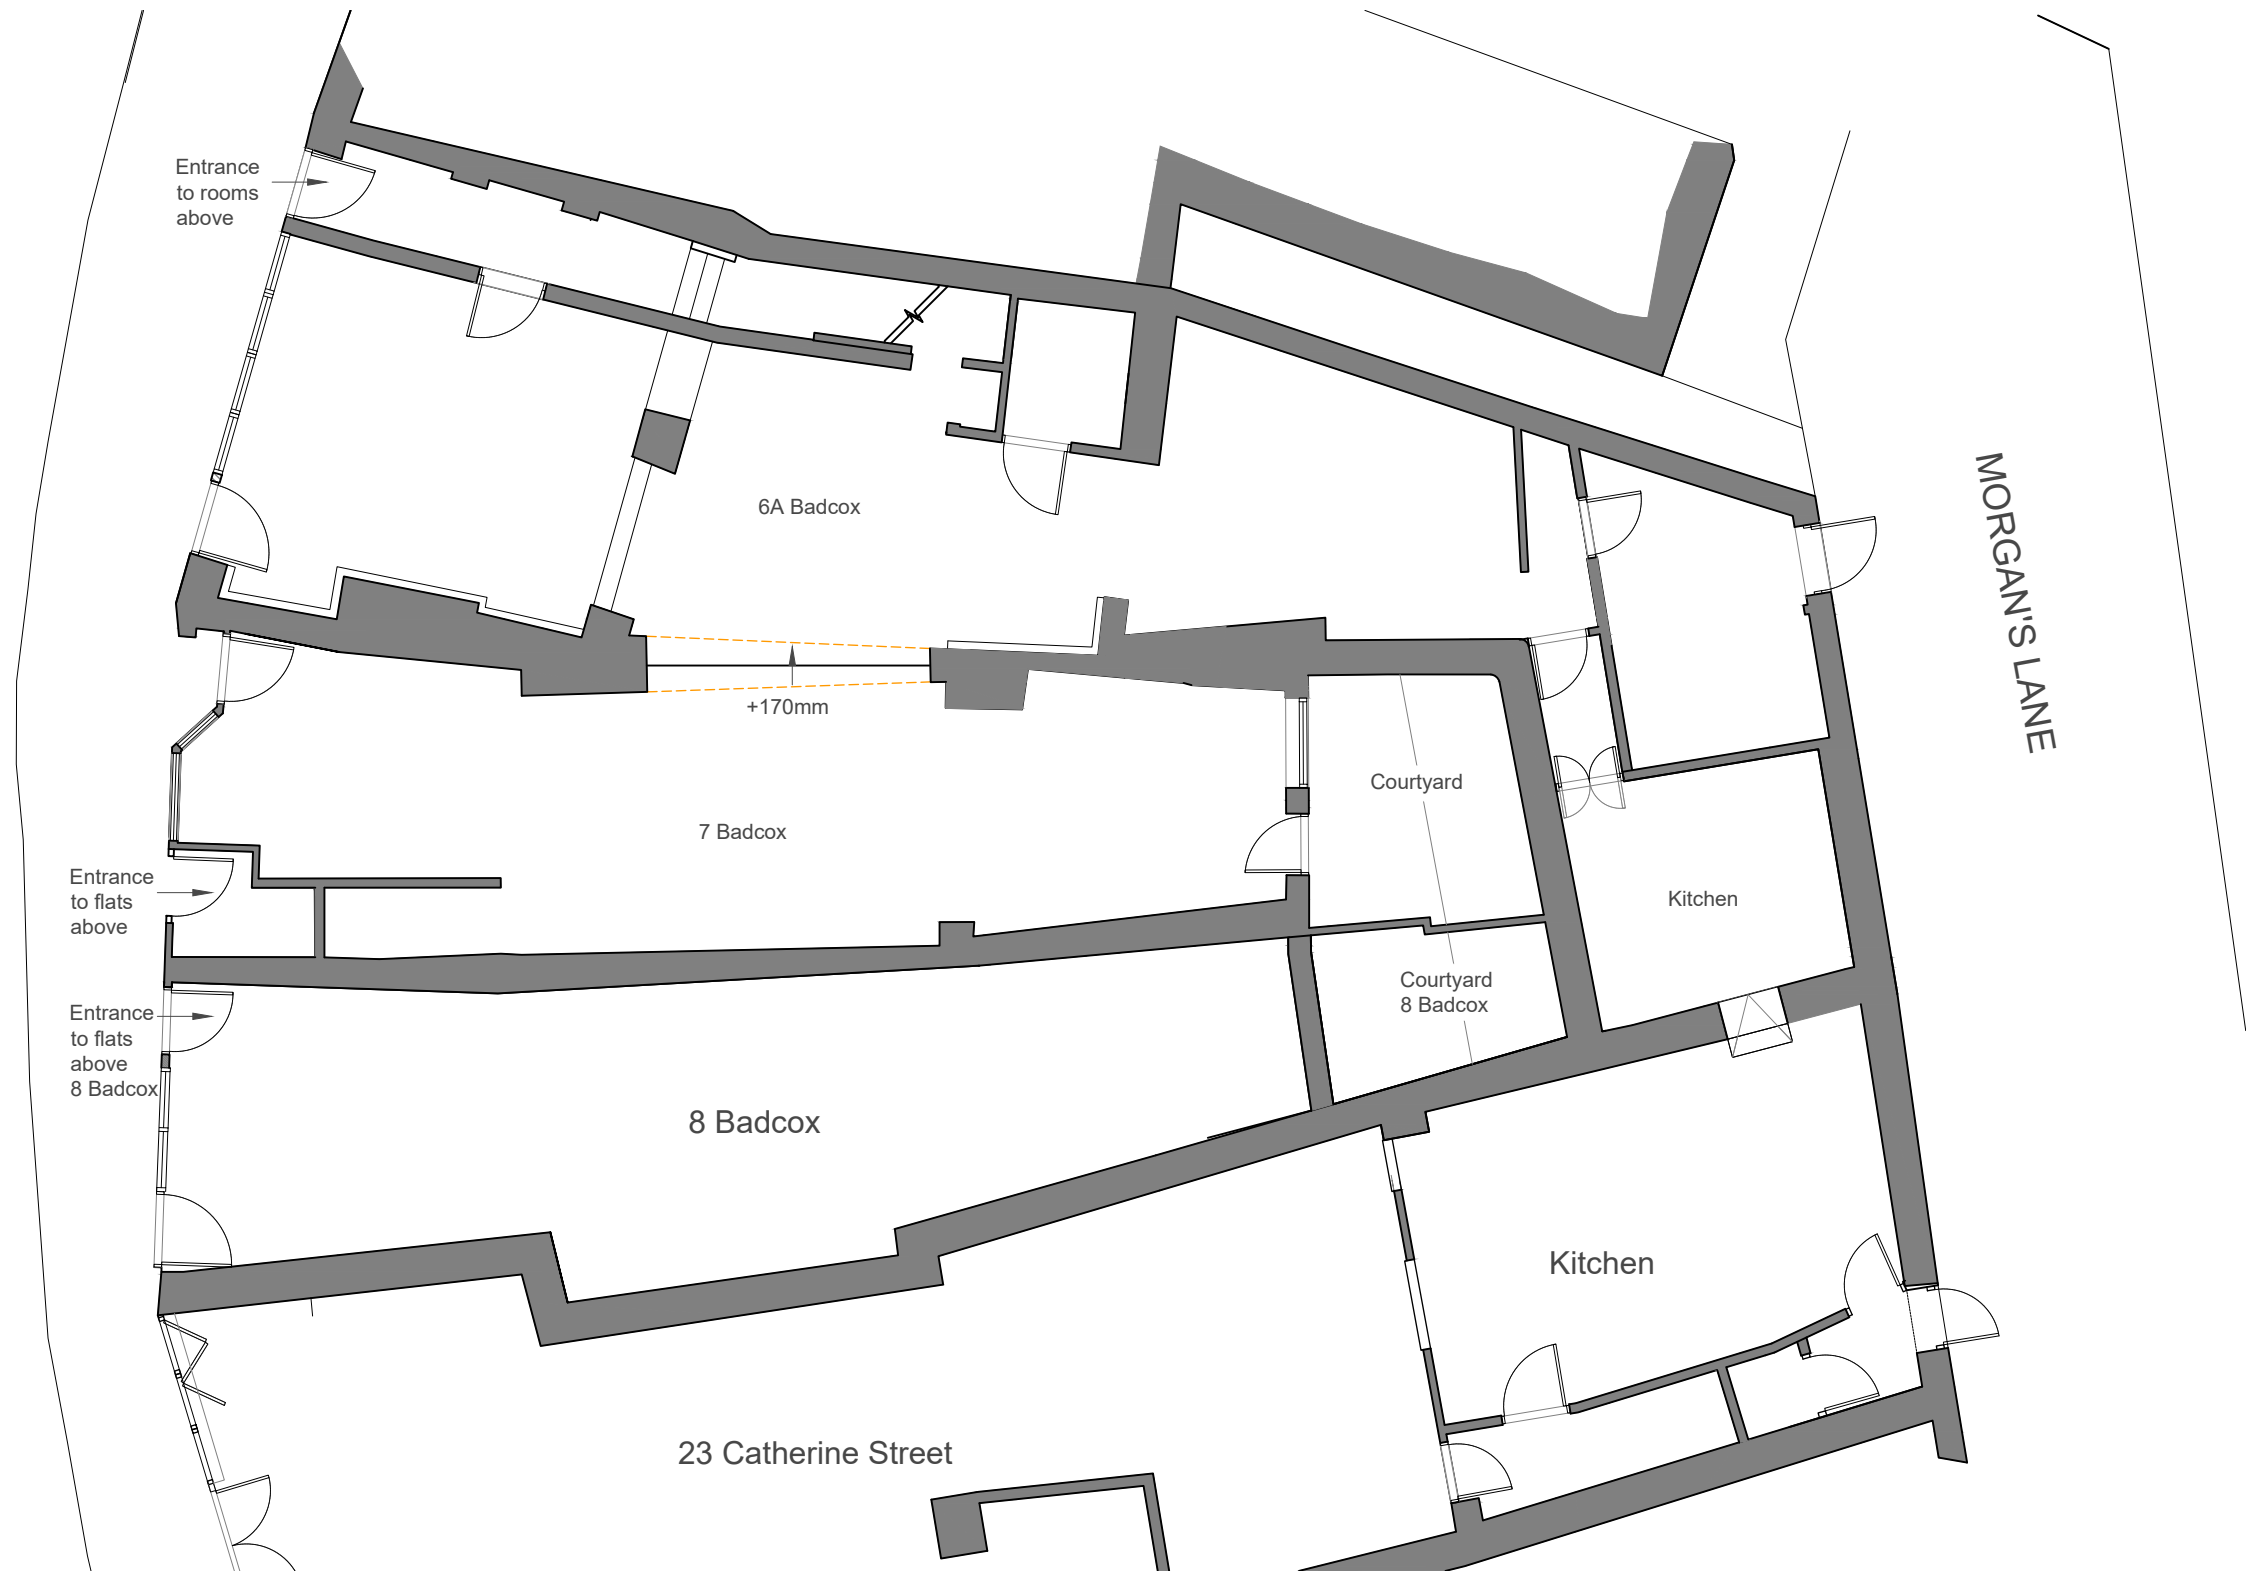 Entrance
to rooms
above
6A Badcox
MORGAN'S LANE
+170mm
Courtyard
7 Badcox
Entrance
to flats
above
Kitchen
Courtyard
8 Badcox
Entrance
to flats
above
8 Badcox
8 Badcox
Kitchen
23 Catherine Street